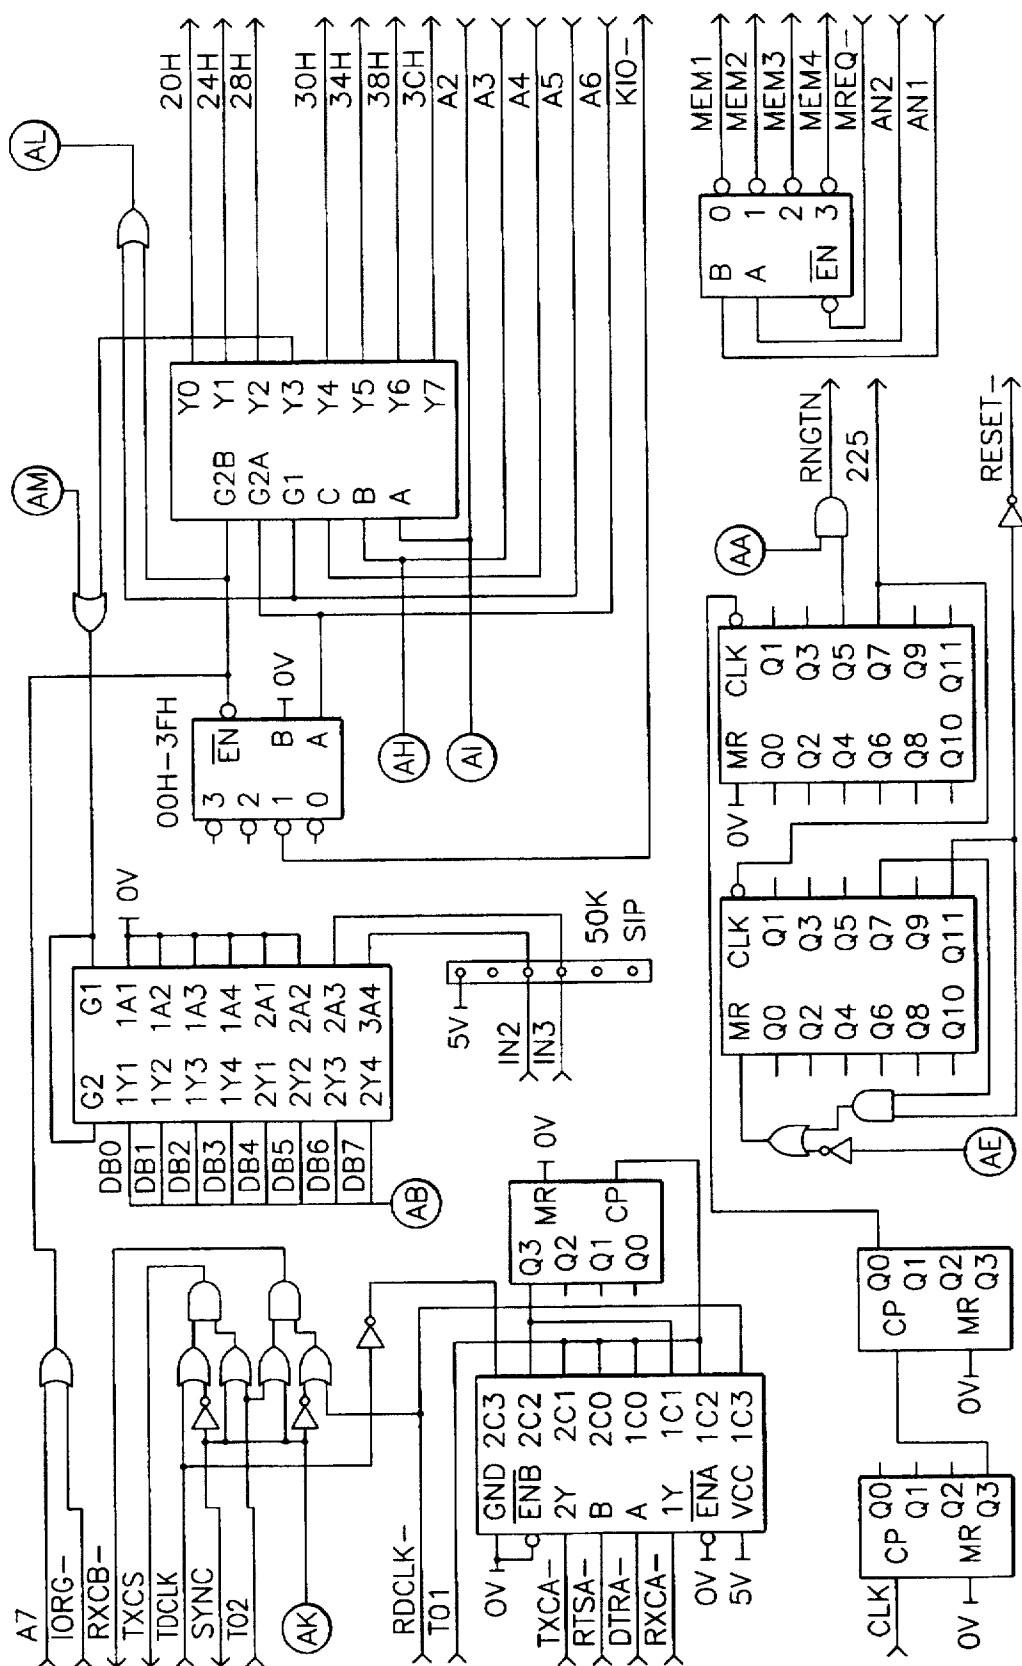 A7
IORG-
RXCB-
TXCS
TDCLK
SYNC
T02
AK
RDCLK-
T01
0V
TXCA-
RTSA-
DTRA-
RXCA-
0V
5V
GND 2C3
ENB 2C2
2Y 2C1
B 2C0
A 1C0
1Y 1C1
ENA 1C2
VCC 1C3
Q3 MR 0V
Q2
Q1 CP
Q0
DB0
DB1
DB2
DB3
DB4
DB5
DB6
DB7
AB
G2 G1
1Y1 1A1
1Y2 1A2
1Y3 1A3
1Y4 1A4
2Y1 2A1
2Y2 2A2
2Y3 2A3
2Y4 3A4
0V
5V
IN2
IN3
50K
SIP
00H-3FH
3 EN
2
1 B 0V
0 A
AH
AI
AM
AL
Y0
G2B Y1
G2A Y2
G1 Y3
C Y4
B Y5
A Y6
Y7
20H
24H
28H
30H
34H
38H
3CH
A2
A3
A4
A5
A6
KIO-
B 0
A 1
2
EN 3
MEM1
MEM2
MEM3
MEM4
MREQ-
AN2
AN1
CLK
0V
CP Q0
Q1
MR Q2
Q3
0V
CP Q0
Q1
MR Q2
Q3
AE
MR CLK
Q0 Q1
Q2 Q3
Q4 Q5
Q6 Q7
Q8 Q9
Q10 Q11
0V
MR CLK
Q0 Q1
Q2 Q3
Q4 Q5
Q6 Q7
Q8 Q9
Q10 Q11
AA
RNGTN
225
RESET-